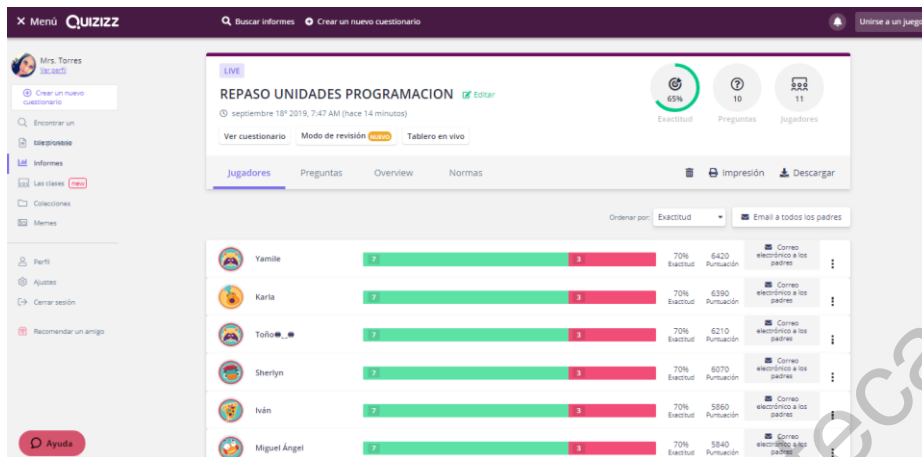 × Menú QUIZIZZ Buscar informes Crear un nuevo cuestionario Unirse a un juego
Mrs. Torres
Ver perfil
Crear un nuevo
cuestionario
Encontrar un
Informes
Las clases new
Colecciones
Memes
Perfil
Ajustes
Cerrar sesión
Recomendar un amigo
Ayuda
LIVE
REPASO UNIDADES PROGRAMACION Editar
septiembre 18º 2019, 7:47 AM (hace 14 minutos)
Ver cuestionario Modo de revisión NUEVO Tablero en vivo
65% 10 11
Exactitud Preguntas Jugadores
Jugadores Preguntas Overview Normas Impresión Descargar
Ordenar por: Exactitud Email a todos los padres
Yamile 7 3 70% Exactitud 6420 Puntuación Correo electrónico a los padres
Karla 7 3 70% Exactitud 6390 Puntuación Correo electrónico a los padres
Toño 7 3 70% Exactitud 6210 Puntuación Correo electrónico a los padres
Sherlyn 7 3 70% Exactitud 6070 Puntuación Correo electrónico a los padres
Iván 7 3 70% Exactitud 5860 Puntuación Correo electrónico a los padres
Miguel Ángel 7 3 70% Exactitud 5840 Puntuación Correo electrónico a los padres